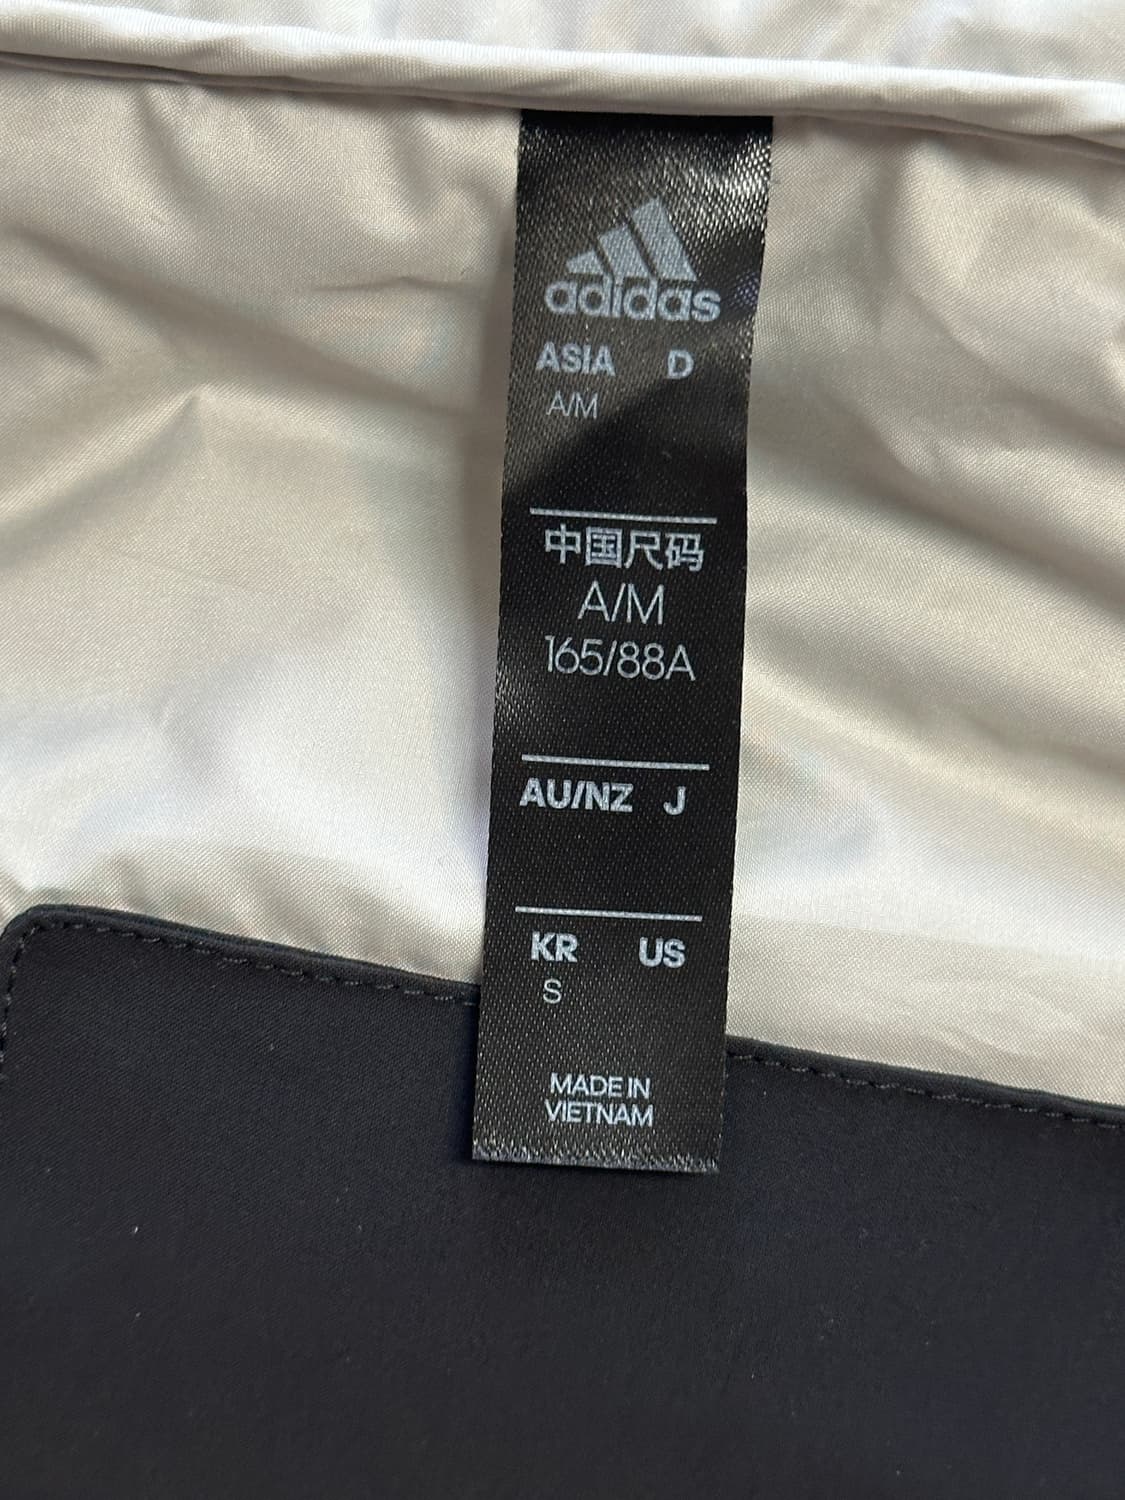 adidas
ASIA D
A/M
中国尺码
A/M
165/88A
AU/NZ J
KR US
S
MADE IN
VIETNAM